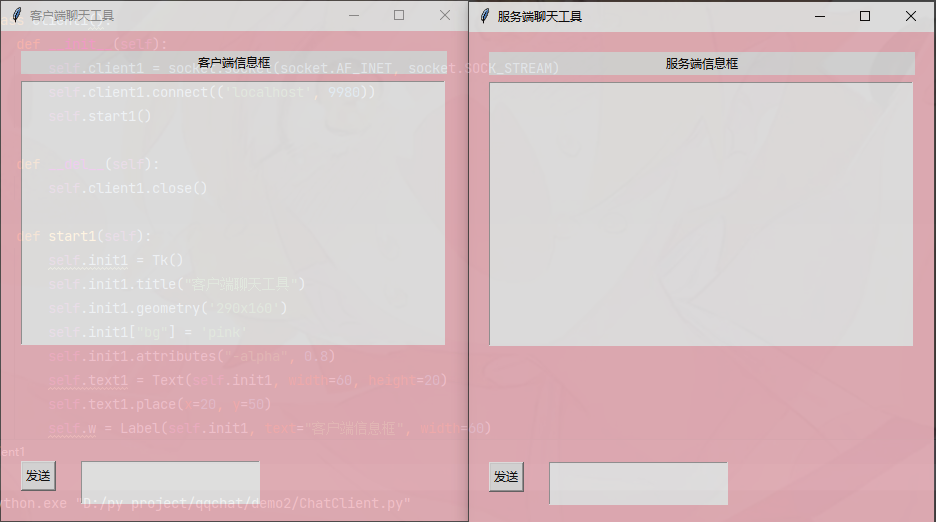 客户端聊天工具
服务端聊天工具
客户端信息框
服务端信息框
def (self):
self.client1 = socket.socket(socket.AF_INET, socket.SOCK_STREAM)
self.client1.connect(('localhost', 9980))
self.start1()
def (self):
self.client1.close()
def start1(self):
self.init1 = Tk()
self.init1.title("客户端聊天工具")
self.init1.geometry('290x160')
self.init1["bg"] = 'pink'
self.init1.attributes("-alpha", 0.8)
self.text1 = Text(self.init1, width=60, height=20)
self.text1.place(x=20, y=50)
self.w = Label(self.init1, text="客户端信息框", width=60)
ent1
发送
发送
ython.exe "D:/py project/qqchat/demo2/ChatClient.py"